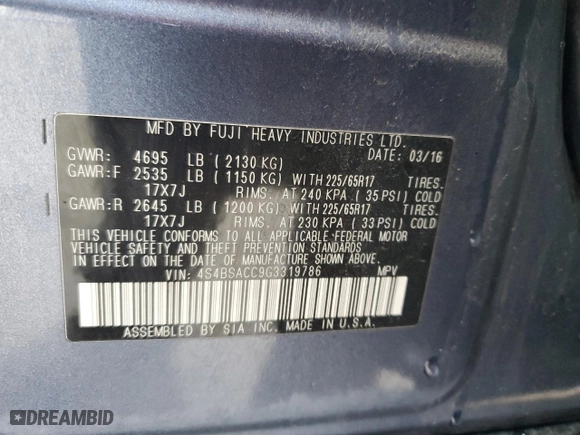 MFD BY FUJI HEAVY INDUSTRIES LTD.
GVWR: 4695 LB ( 2130 KG) DATE: 03/16
GAWR:F 2535 LB ( 1150 KG) WITH 225/65R17 TIRES.
17X7J RIMS. AT 240 KPA ( 35 PSI) COLD
GAWR:R 2645 LB ( 1200 KG) WITH 225/65R17 TIRES.
17X7J RIMS. AT 230 KPA ( 33 PSI) COLD
THIS VEHICLE CONFORMS TO ALL APPLICABLE FEDERAL MOTOR
VEHICLE SAFETY AND THEFT PREVENTION STANDARDS
IN EFFECT ON THE DATE OF MANUFACTURE SHOWN ABOVE.
VIN: 4S4BSACC9G3319786 MPV
ASSEMBLED BY SIA INC. MADE IN U.S.A.
DREAMBID